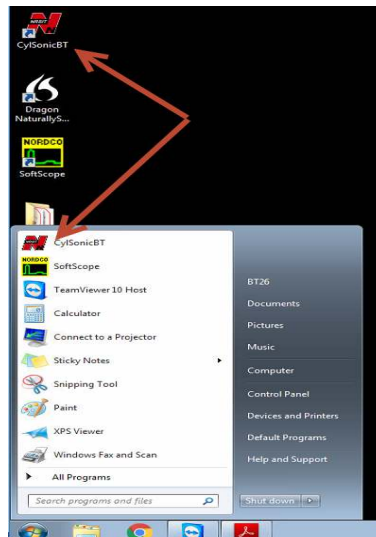 CylSonicBT
Dragon
NaturallyS...
NORDCO
SoftScope
CylSonicBT
NORDCO
SoftScope
TeamViewer 10 Host
Calculator
Connect to a Projector
Sticky Notes
Snipping Tool
Paint
XPS Viewer
Windows Fax and Scan
All Programs
Search programs and files
BT26
Documents
Pictures
Music
Computer
Control Panel
Devices and Printers
Default Programs
Help and Support
Shut down